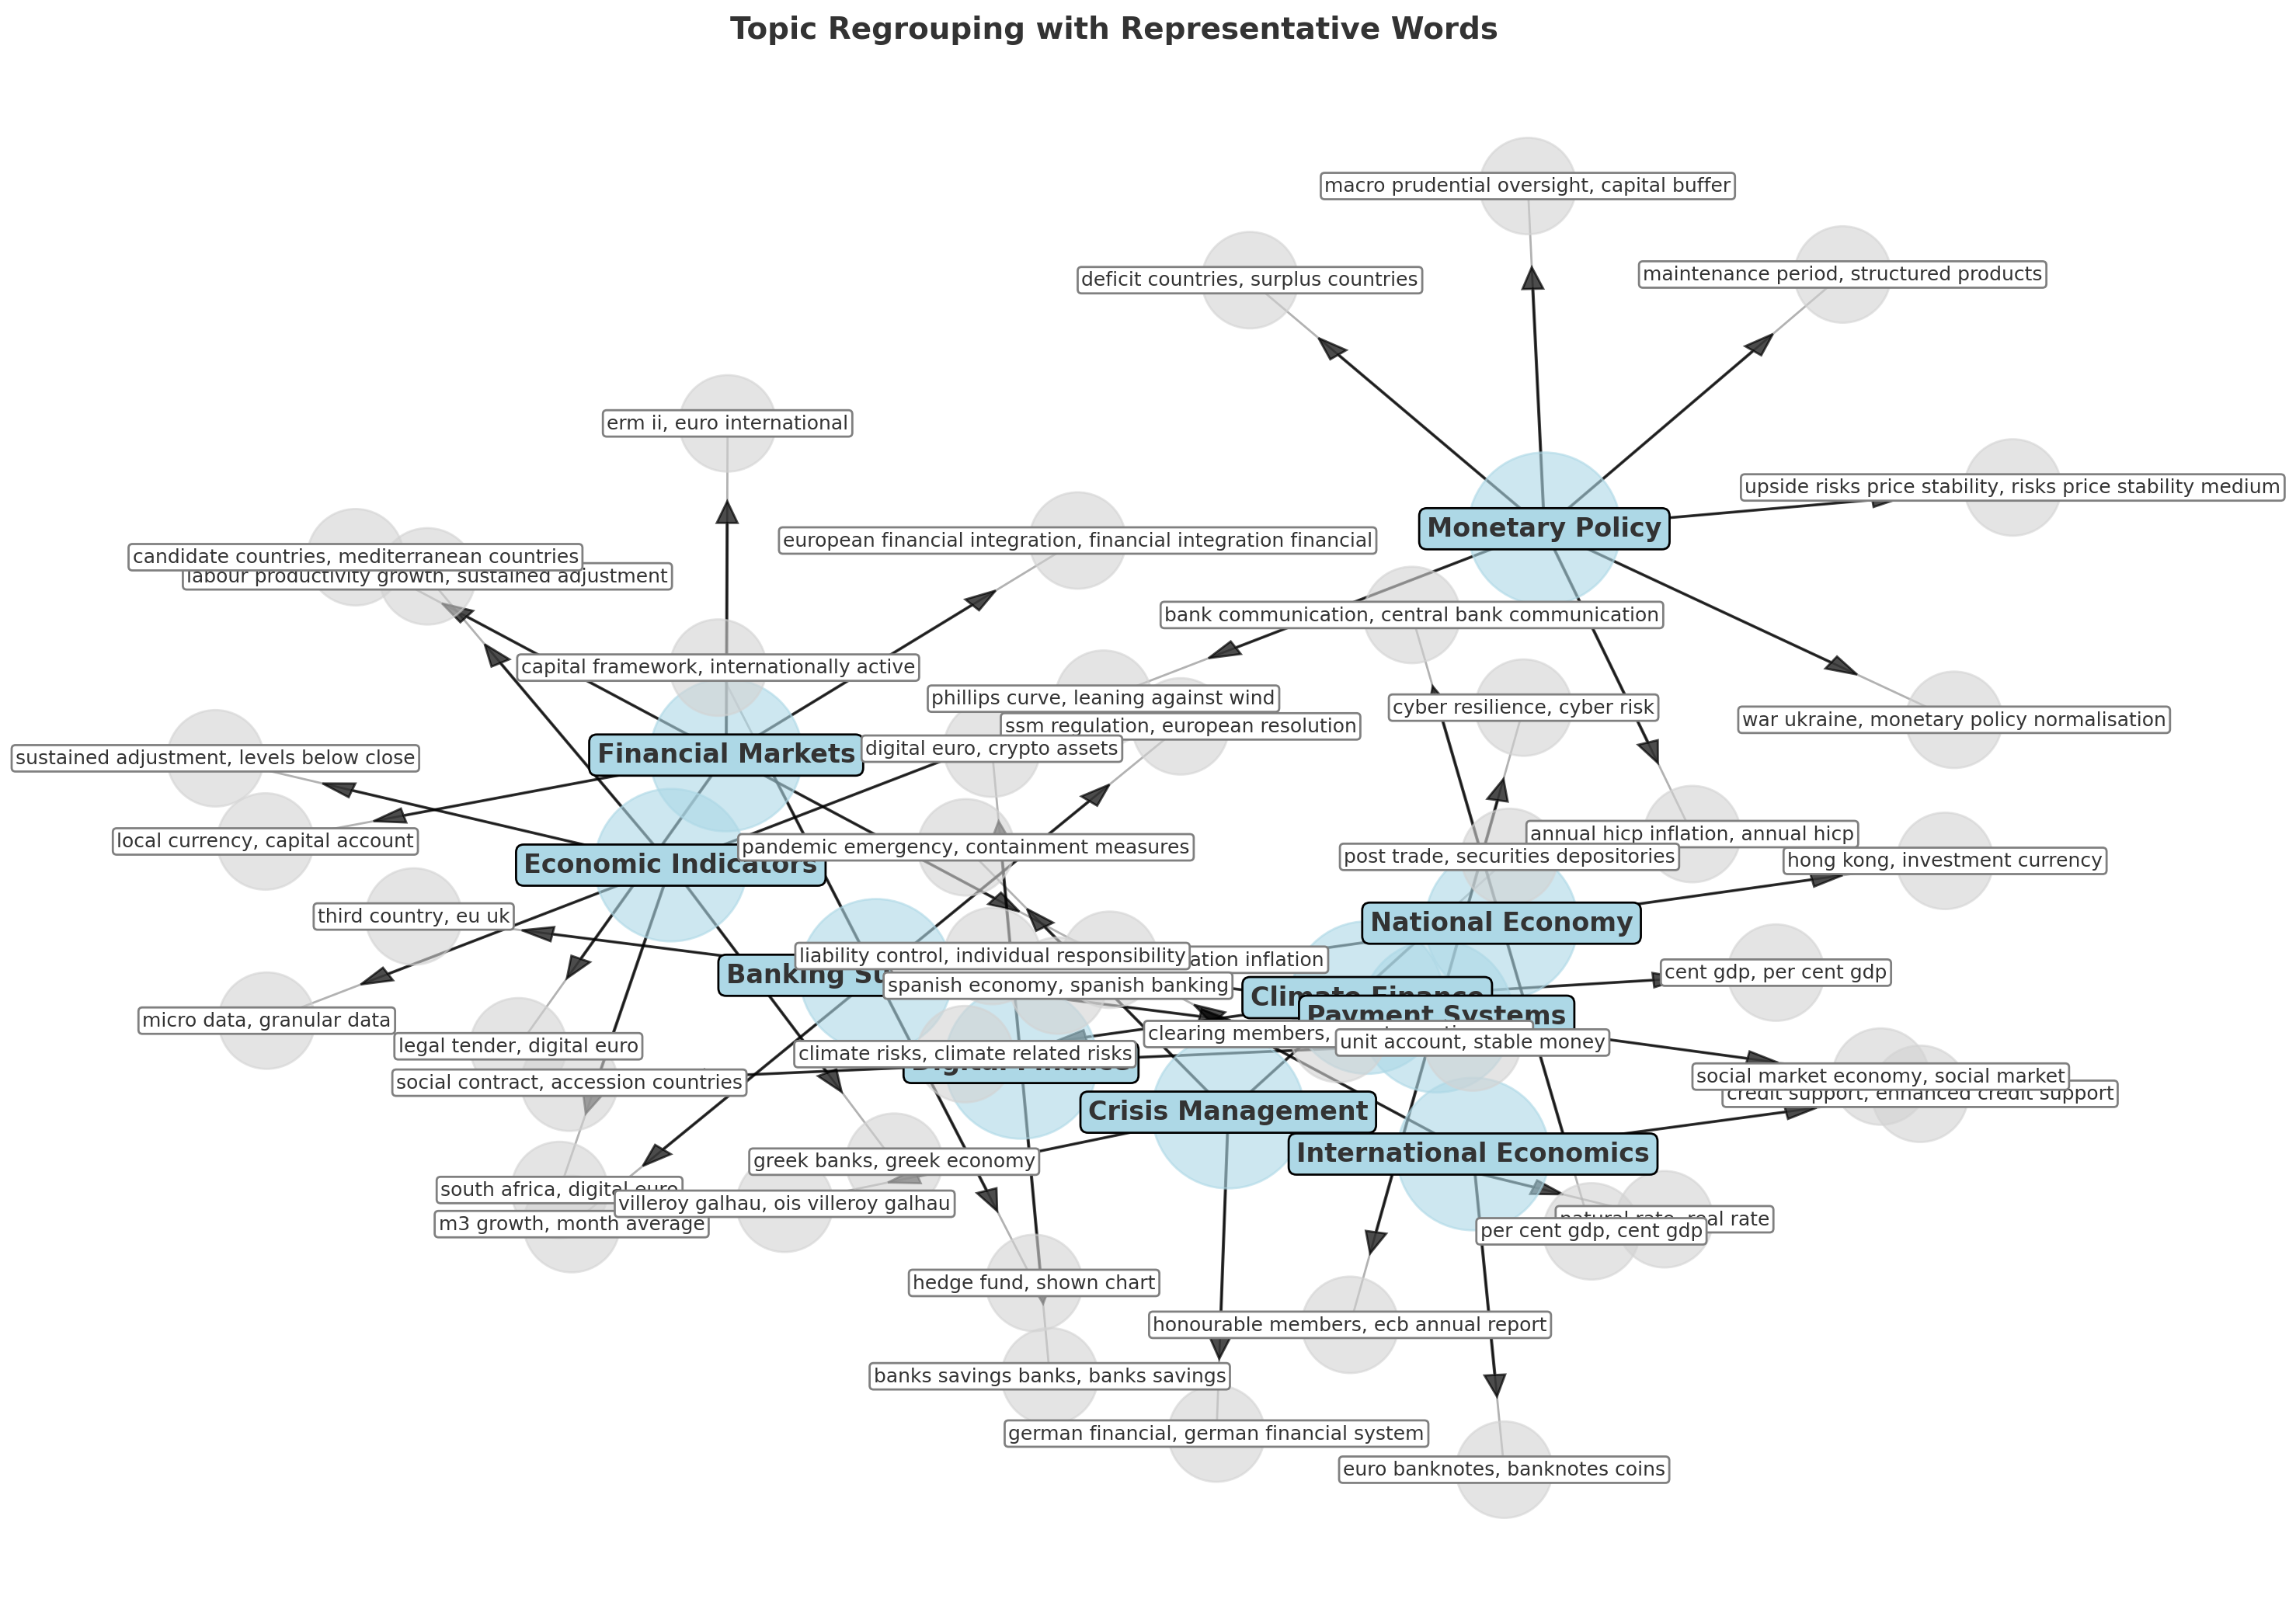 Topic Regrouping with Representative Words
macro prudential oversight, capital buffer
deficit countries, surplus countries
maintenance period, structured products
erm ii, euro international
upside risks price stability, risks price stability medium
Monetary Policy
european financial integration, financial integration financial
candidate countries, mediterranean countries
labour productivity growth, sustained adjustment
bank communication, central bank communication
capital framework, internationally active
phillips curve, leaning against wind
cyber resilience, cyber risk
war ukraine, monetary policy normalisation
ssm regulation, european resolution
Financial Markets
digital euro, crypto assets
sustained adjustment, levels below close
local currency, capital account
annual hicp inflation, annual hicp
pandemic emergency, containment measures
post trade, securities depositories
hong kong, investment currency
Economic Indicators
third country, eu uk
National Economy
liability control, individual responsibility
ation inflation
cent gdp, per cent gdp
Banking Su
spanish economy, spanish banking
Climate Finance
Payment Systems
micro data, granular data
clearing members,
unit account, stable money
legal tender, digital euro
climate risks, climate related risks
Digital Finance
social market economy, social market
social contract, accession countries
credit support, enhanced credit support
Crisis Management
International Economics
greek banks, greek economy
south africa, digital euro
villeroy galhau, ois villeroy galhau
m3 growth, month average
natural rate, real rate
per cent gdp, cent gdp
hedge fund, shown chart
honourable members, ecb annual report
banks savings banks, banks savings
german financial, german financial system
euro banknotes, banknotes coins